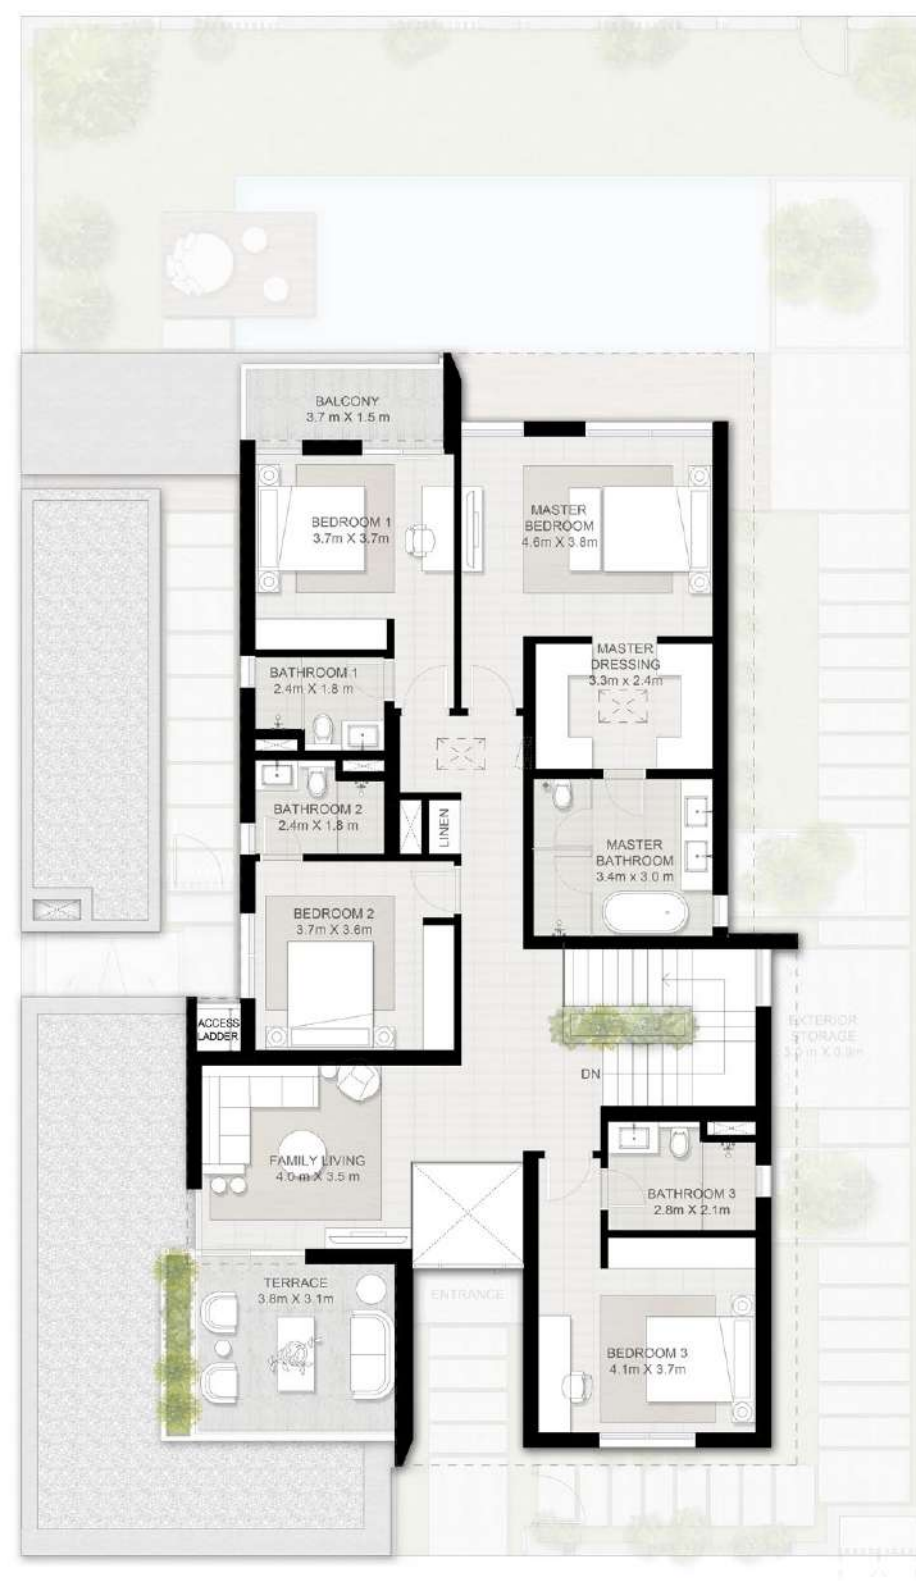 BALCONY
3.7 m X 1.5 m
BEDROOM 1
3.7m X 3.7m
MASTER
BEDROOM
4.6m X 3.8m
MASTER
DRESSING
3.3m x 2.4m
BATHROOM 1
2.4m X 1.8 m
BATHROOM 2
2.4m X 1.8 m
LINEN
MASTER
BATHROOM
3.4m x 3.0 m
BEDROOM 2
3.7m X 3.6m
ACCESS
LADDER
EXTERIOR
STORAGE
DN
FAMILY LIVING
4.0 m X 3.5 m
BATHROOM 3
2.8m X 2.1m
TERRACE
3.8m X 3.1m
ENTRANCE
BEDROOM 3
4.1m X 3.7m